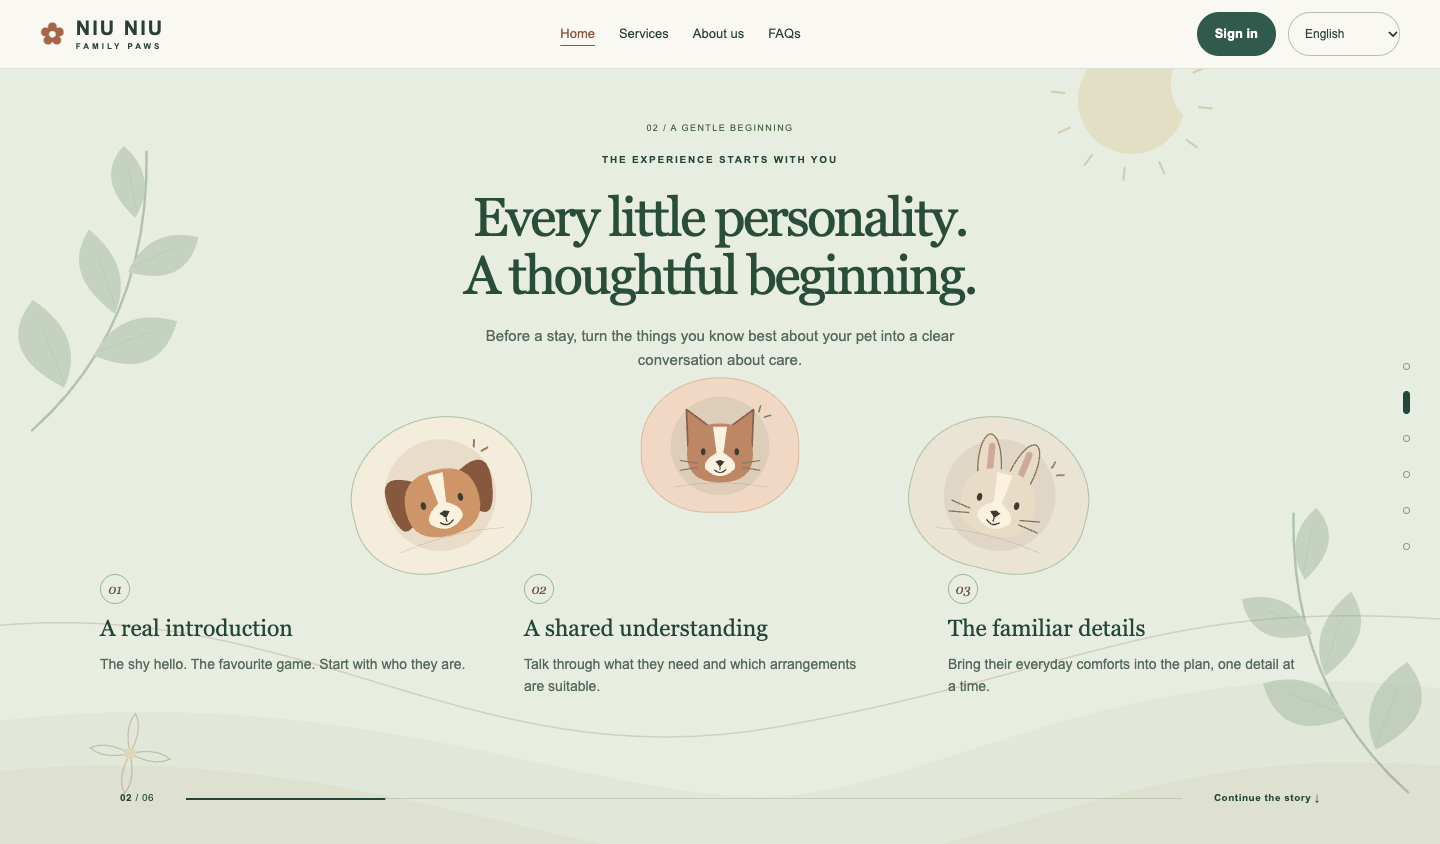 NIU NIU
FAMILY PAWS
Home
Services
About us
FAQs
Sign in
English
02 / A GENTLE BEGINNING
THE EXPERIENCE STARTS WITH YOU
Every little personality.
A thoughtful beginning.
Before a stay, turn the things you know best about your pet into a clear
conversation about care.
01
A real introduction
The shy hello. The favourite game. Start with who they are.
02
A shared understanding
Talk through what they need and which arrangements
are suitable.
03
The familiar details
Bring their everyday comforts into the plan, one detail at
a time.
02 / 06
Continue the story ↓